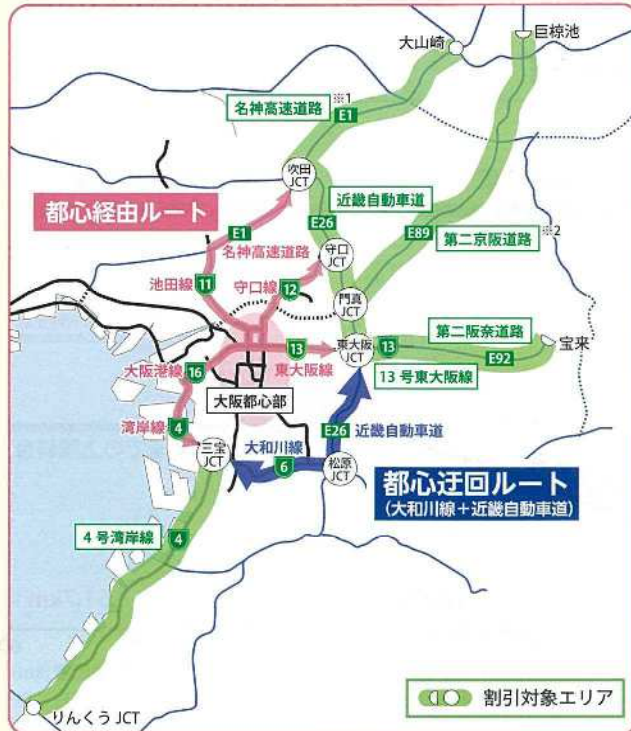 大山崎
巨椋池
名神高速道路
※1
E1
吹田
JCT
都心経由ルート
近畿自動車道
E1
E26
守口
JCT
E89
第二京阪道路
※2
名神高速道路
池田線
11
守口線
12
門真
JCT
第二阪奈道路
宝来
大阪港線
16
13
東大阪線
東大阪
JCT
13
E92
13号東大阪線
大阪都心部
湾岸線
4
三宝
JCT
大和川線
6
E26
近畿自動車道
松原
JCT
都心迂回ルート
(大和川線+近畿自動車道)
4号湾岸線
4
りんくうJCT
割引対象エリア